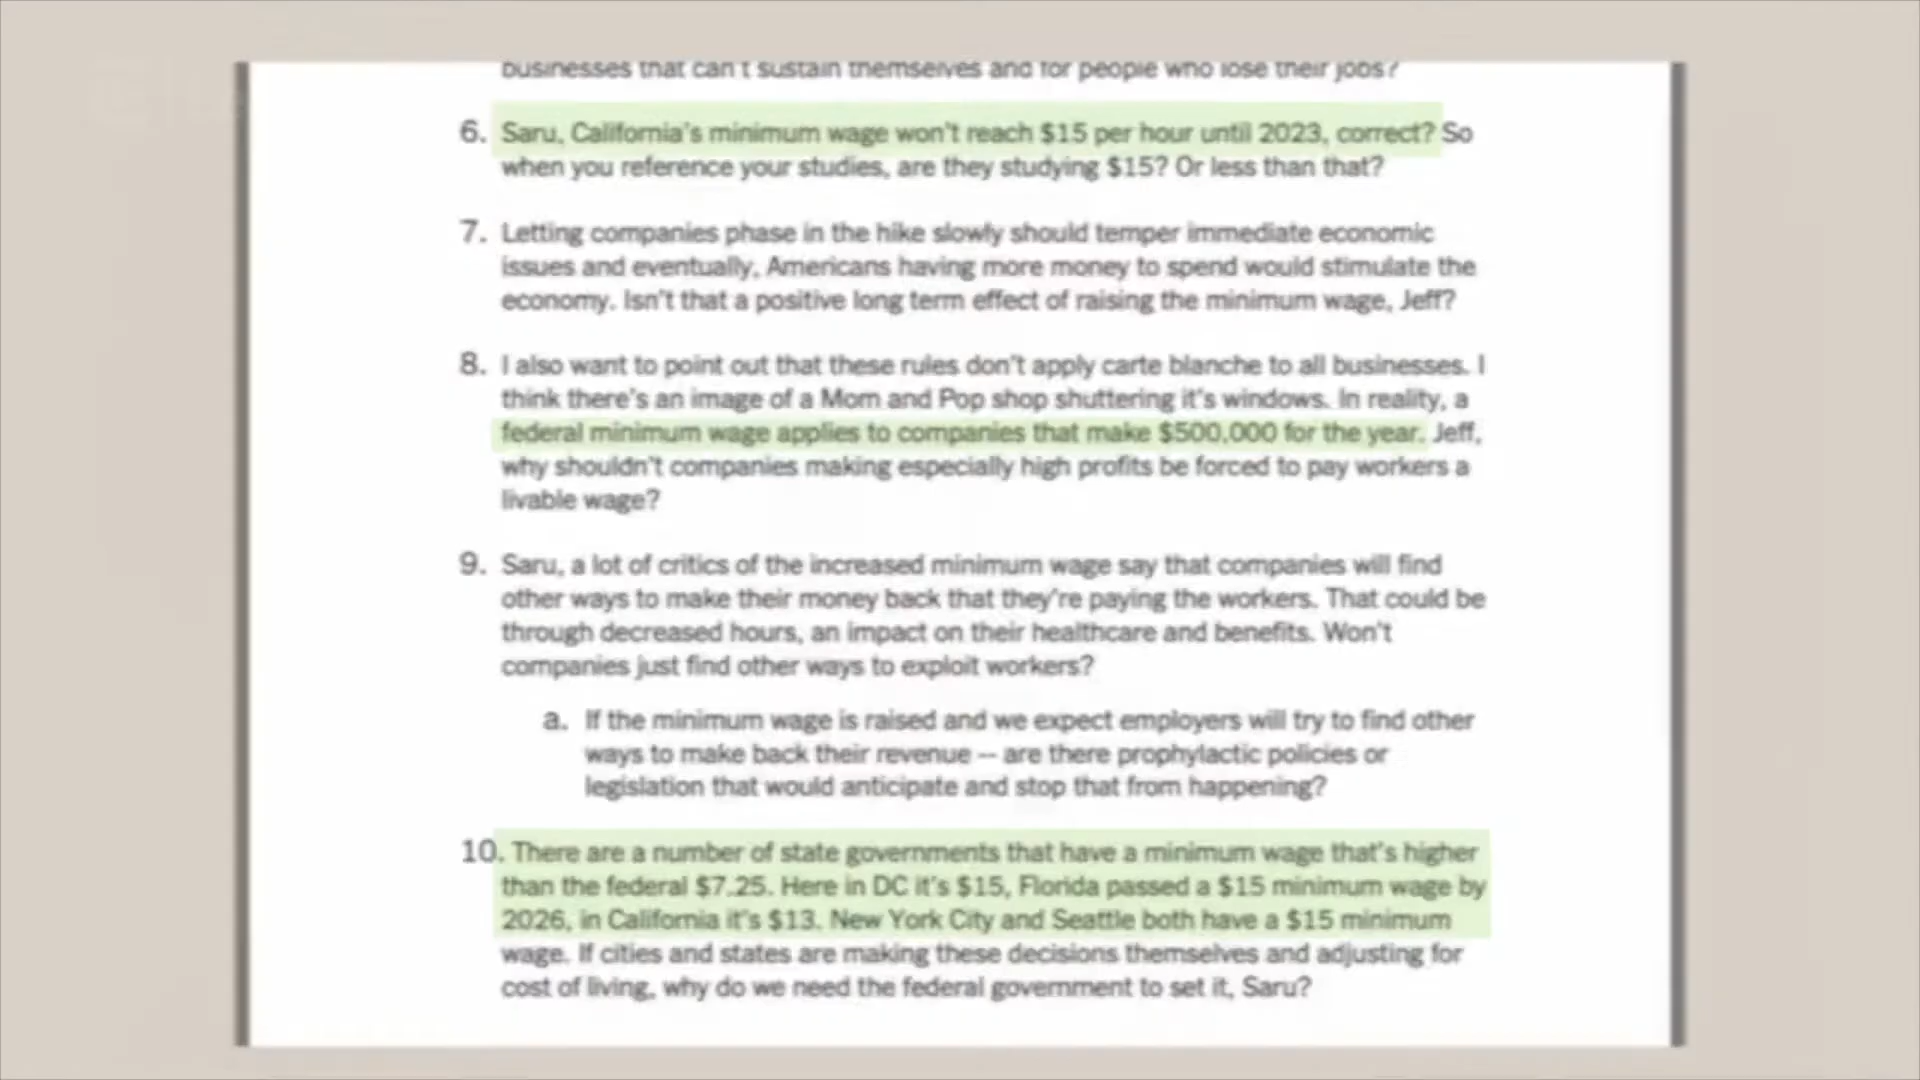 businesses that can't sustain themselves and for people who lose their jobs?
6. Saru, California's minimum wage won't reach $15 per hour until 2023, correct? So
when you reference your studies, are they studying $15? Or less than that?
7. Letting companies phase in the hike slowly should temper immediate economic
issues and eventually, Americans having more money to spend would stimulate the
economy. Isn't that a positive long term effect of raising the minimum wage, Jeff?
8. I also want to point out that these rules don't apply carte blanche to all businesses. I
think there's an image of a Mom and Pop shop shuttering it's windows. In reality, a
federal minimum wage applies to companies that make $500,000 for the year. Jeff,
why shouldn't companies making especially high profits be forced to pay workers a
livable wage?
9. Saru, a lot of critics of the increased minimum wage say that companies will find
other ways to make their money back that they're paying the workers. That could be
through decreased hours, an impact on their healthcare and benefits. Won't
companies just find other ways to exploit workers?
a. If the minimum wage is raised and we expect employers will try to find other
ways to make back their revenue -- are there prophylactic policies or
legislation that would anticipate and stop that from happening?
10. There are a number of state governments that have a minimum wage that's higher
than the federal $7.25. Here in DC it's $15, Florida passed a $15 minimum wage by
2026, in California it's $13. New York City and Seattle both have a $15 minimum
wage. If cities and states are making these decisions themselves and adjusting for
cost of living, why do we need the federal government to set it, Saru?